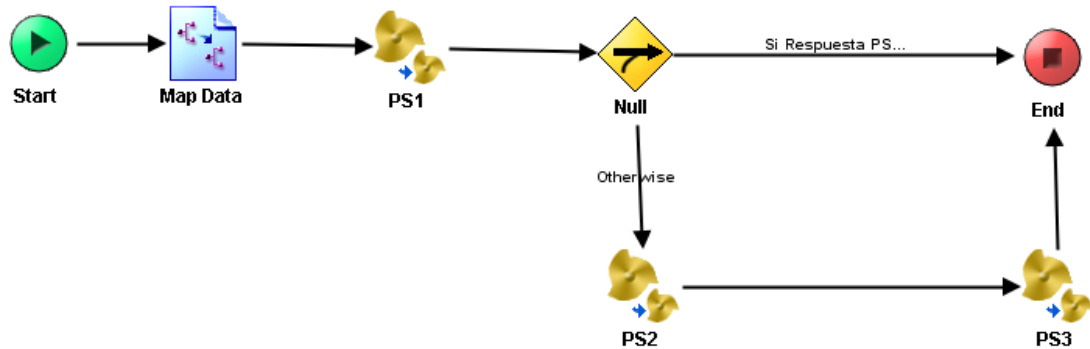 Si Respuesta PS...
Start
Map Data
PS1
Null
End
Otherwise
PS2
PS3